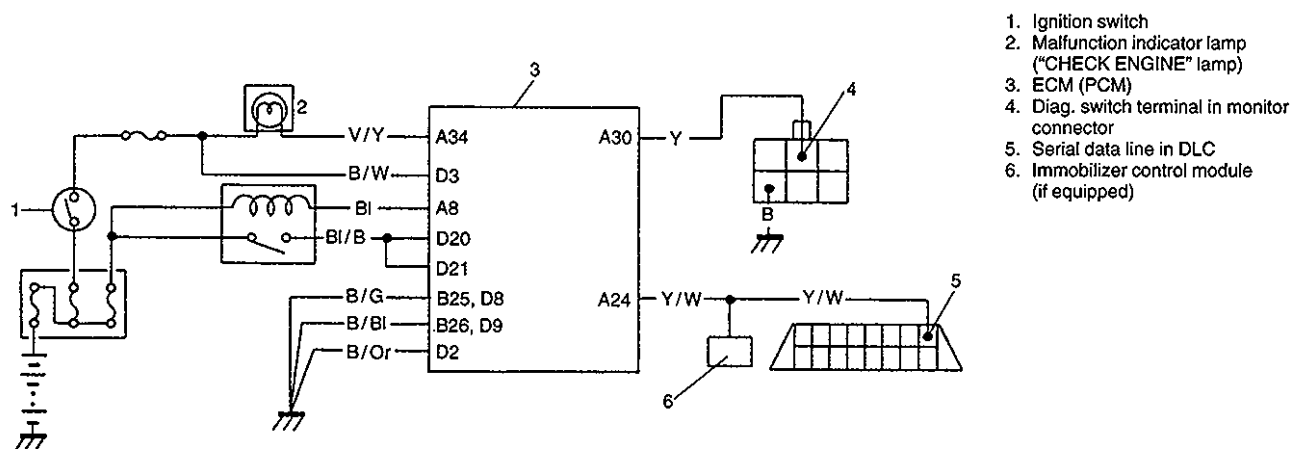 1. Ignition switch
2. Malfunction indicator lamp
("CHECK ENGINE" lamp)
3. ECM (PCM)
4. Diag. switch terminal in monitor
connector
5. Serial data line in DLC
6. Immobilizer control module
(if equipped)
3
2
4
V/Y
A34
A30
Y
B/W
D3
1
Bl
A8
B
Bl/B
D20
D21
5
B/G
B25, D8
A24
Y/W
Y/W
B/Bl
B26, D9
B/Or
D2
6